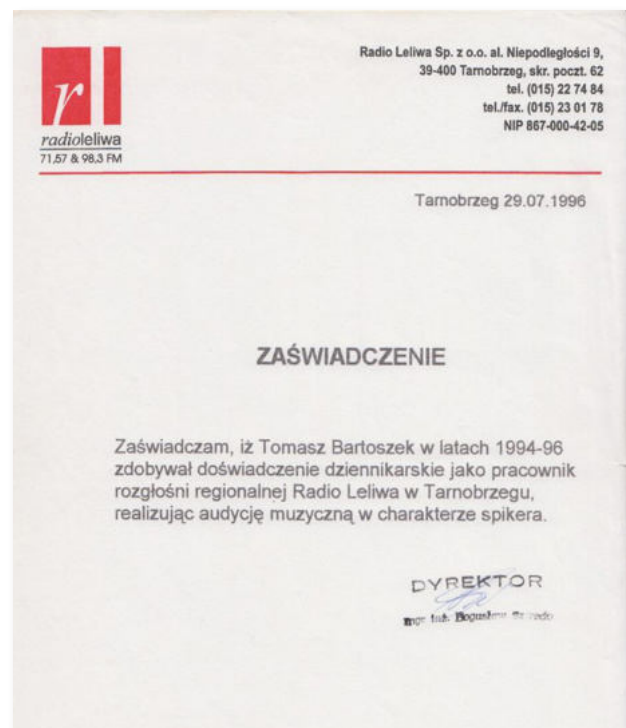 rl
radioleliwa
71,57 & 98,3 FM
Radio Leliwa Sp. z o.o. al. Niepodległości 9,
39-400 Tarnobrzeg, skr. poczt. 62
tel. (015) 22 74 84
tel./fax. (015) 23 01 78
NIP 867-000-42-05
Tarnobrzeg 29.07.1996
ZAŚWIADCZENIE
Zaświadczam, iż Tomasz Bartoszek w latach 1994-96
zdobywał doświadczenie dziennikarskie jako pracownik
rozgłośni regionalnej Radio Leliwa w Tarnobrzegu,
realizując audycję muzyczną w charakterze spikera.
DYREKTOR
mgr inż. Bogusław